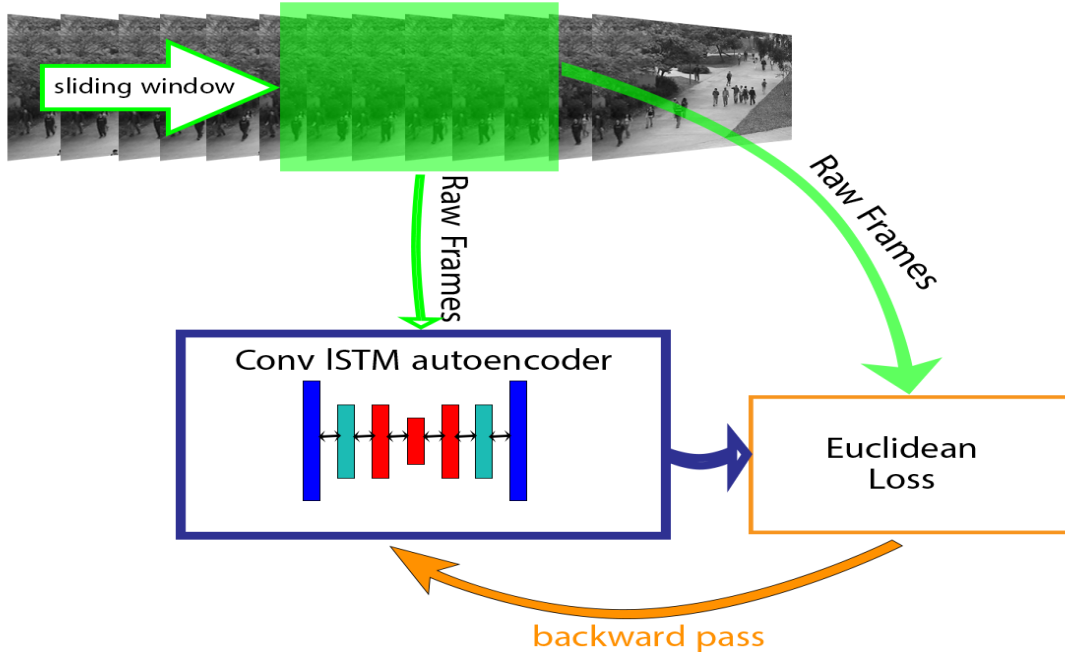 sliding window
Raw Frames
Raw Frames
Conv lSTM autoencoder
Euclidean
Loss
backward pass